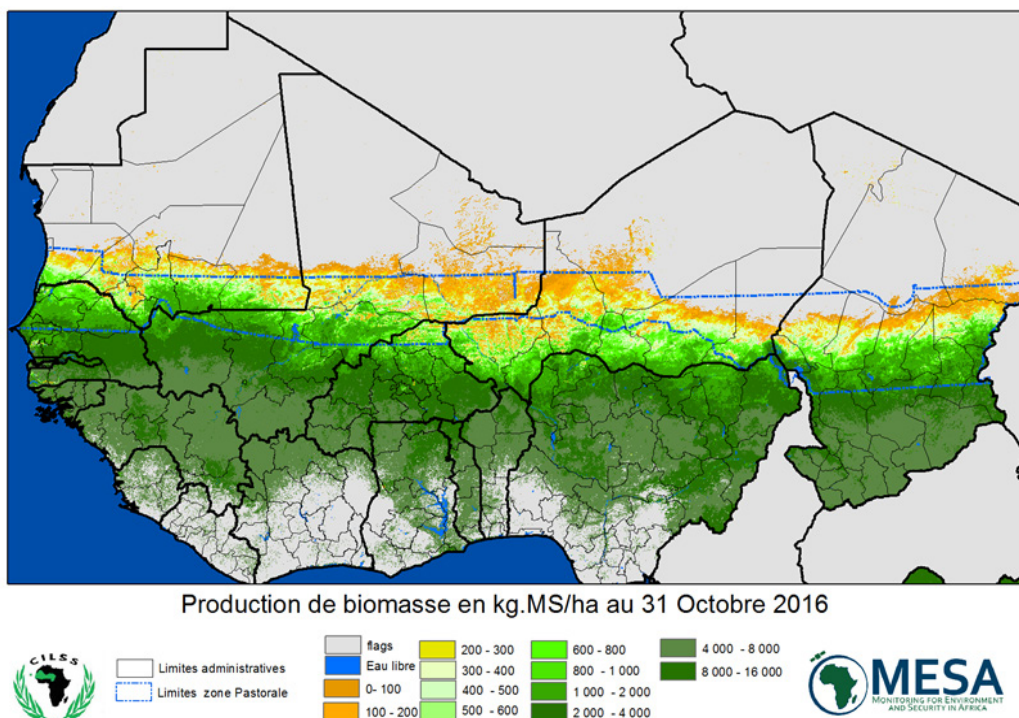 Production de biomasse en kg.MS/ha au 31 Octobre 2016
CILSS
Limites administratives
Limites zone Pastorale
flags
Eau libre
0- 100
100 - 200
200 - 300
300 - 400
400 - 500
500 - 600
600 - 800
800 - 1 000
1 000 - 2 000
2 000 - 4 000
4 000 - 8 000
8 000 - 16 000
MESA
MONITORING FOR ENVIRONMENT
AND SECURITY IN AFRICA